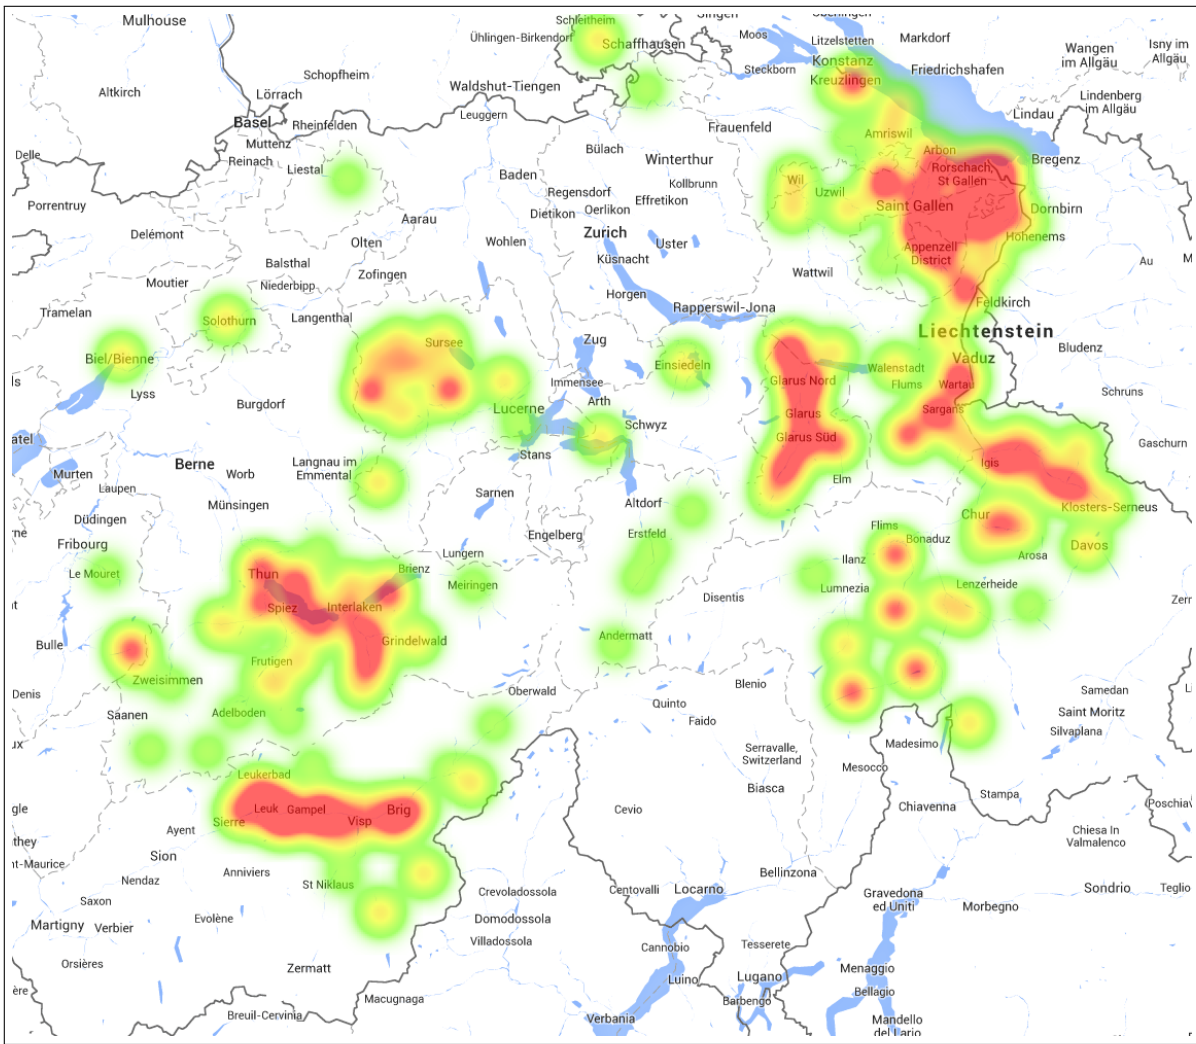 Mulhouse
Schleitheim
Singen
Ühlingen-Birkendorf
Schaffhausen
Moos
Litzelstetten
Markdorf
Wangen
im Allgäu
Isny im
Allgäu
Schopfheim
Steckborn
Konstanz
Kreuzlingen
Friedrichshafen
Altkirch
Lörrach
Waldshut-Tiengen
Lindenberg
im Allgäu
Basel
Rheinfelden
Leuggern
Lindau
Muttenz
Frauenfeld
Amriswil
Delle
Reinach
Liestal
Bülach
Winterthur
Arbon
Bregenz
Baden
Kollbrunn
Wil
Uzwil
Rorschach,
St Gallen
Porrentruy
Regensdorf
Effretikon
Saint Gallen
Dornbirn
Aarau
Dietikon
Oerlikon
Delémont
Olten
Wohlen
Zurich
Uster
Hohenems
Appenzell
District
Balsthal
Zofingen
Küsnacht
Wattwil
Au
Moutier
Niederbipp
Horgen
Rapperswil-Jona
Feldkirch
Tramelan
Solothurn
Langenthal
Liechtenstein
Sursee
Zug
Biel/Bienne
Einsiedeln
Walenstadt
Vaduz
Bludenz
Immensee
Glarus Nord
Flums
Wartau
Lyss
Burgdorf
Lucerne
Arth
Schruns
Glarus
Sargans
Schwyz
Glarus Süd
Gaschurn
Berne
Langnau im
Emmental
Stans
Igis
Murten
Worb
Elm
Laupen
Münsingen
Sarnen
Altdorf
Klosters-Serneus
Düdingen
Chur
Erstfeld
Engelberg
Flims
Bonaduz
Davos
Fribourg
Lungern
Arosa
Le Mouret
Thun
Brienz
Meiringen
Ilanz
Lumnezia
Lenzerheide
Spiez
Interlaken
Disentis
Bulle
Andermatt
Grindelwald
Frutigen
Zweisimmen
Oberwald
Blenio
Denis
Samedan
Saanen
Adelboden
Quinto
Faido
Saint Moritz
Silvaplana
Madesimo
Serravalle,
Switzerland
Mesocco
Leukerbad
Biasca
Stampa
Leuk
Gampel
Brig
Cevio
Chiavenna
Sierre
Visp
Ayent
Chiesa In
Valmalenco
Sion
Anniviers
Bellinzona
Nendaz
St Niklaus
Crevoladossola
Centovalli
Locarno
Gravedona
ed Uniti
Sondrio
Teglio
Saxon
Morbegno
Martigny
Verbier
Evolène
Domodossola
Villadossola
Cannobio
Tesserete
Orsières
Zermatt
Luino
Lugano
Menaggio
Macugnaga
Bellagio
Barbengo
Breuil-Cervinia
Verbania
Mandello
del Lario